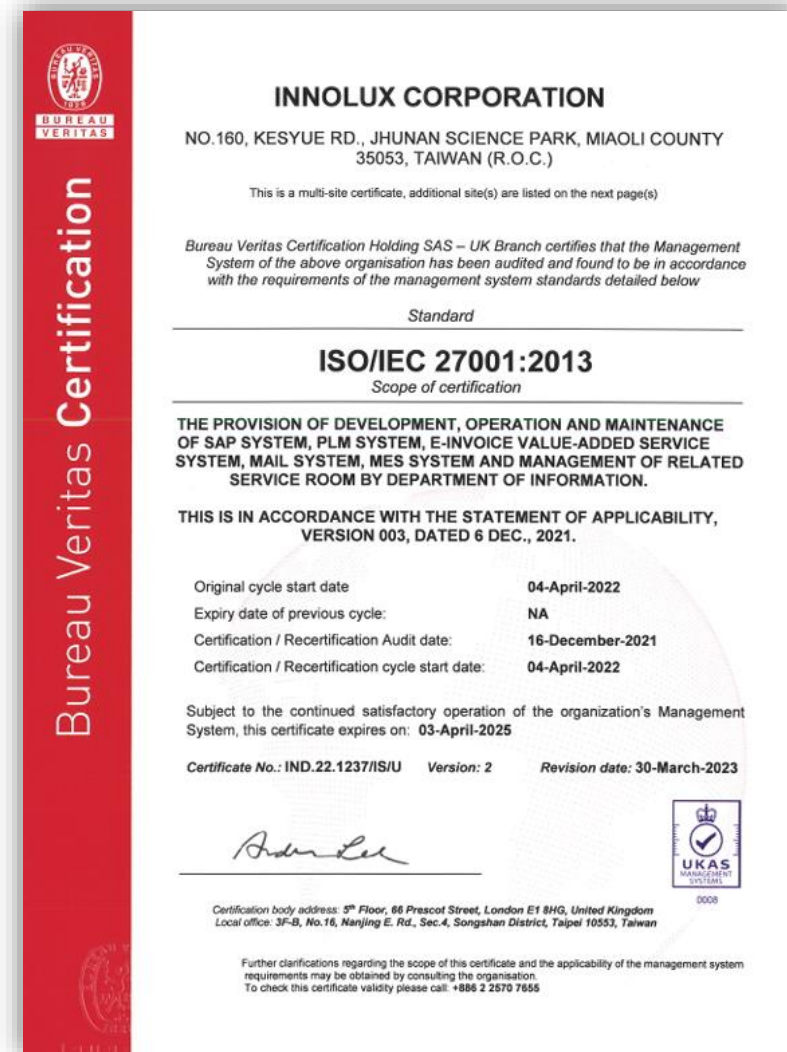 BUREAU VERITAS
1828
BUREAU
VERITAS
Bureau Veritas Certification
INNOLUX CORPORATION
NO.160, KESYUE RD., JHUNAN SCIENCE PARK, MIAOLI COUNTY
35053, TAIWAN (R.O.C.)
This is a multi-site certificate, additional site(s) are listed on the next page(s)
Bureau Veritas Certification Holding SAS – UK Branch certifies that the Management
System of the above organisation has been audited and found to be in accordance
with the requirements of the management system standards detailed below
Standard
ISO/IEC 27001:2013
Scope of certification
THE PROVISION OF DEVELOPMENT, OPERATION AND MAINTENANCE
OF SAP SYSTEM, PLM SYSTEM, E-INVOICE VALUE-ADDED SERVICE
SYSTEM, MAIL SYSTEM, MES SYSTEM AND MANAGEMENT OF RELATED
SERVICE ROOM BY DEPARTMENT OF INFORMATION.
THIS IS IN ACCORDANCE WITH THE STATEMENT OF APPLICABILITY,
VERSION 003, DATED 6 DEC., 2021.
Original cycle start date 04-April-2022
Expiry date of previous cycle: NA
Certification / Recertification Audit date: 16-December-2021
Certification / Recertification cycle start date: 04-April-2022
Subject to the continued satisfactory operation of the organization's Management
System, this certificate expires on: 03-April-2025
Certificate No.: IND.22.1237/IS/U Version: 2 Revision date: 30-March-2023
UKAS
MANAGEMENT
SYSTEMS
0008
Certification body address: 5th Floor, 66 Prescot Street, London E1 8HG, United Kingdom
Local office: 3F-B, No.16, Nanjing E. Rd., Sec.4, Songshan District, Taipei 10553, Taiwan
Further clarifications regarding the scope of this certificate and the applicability of the management system
requirements may be obtained by consulting the organisation.
To check this certificate validity please call: +886 2 2570 7655